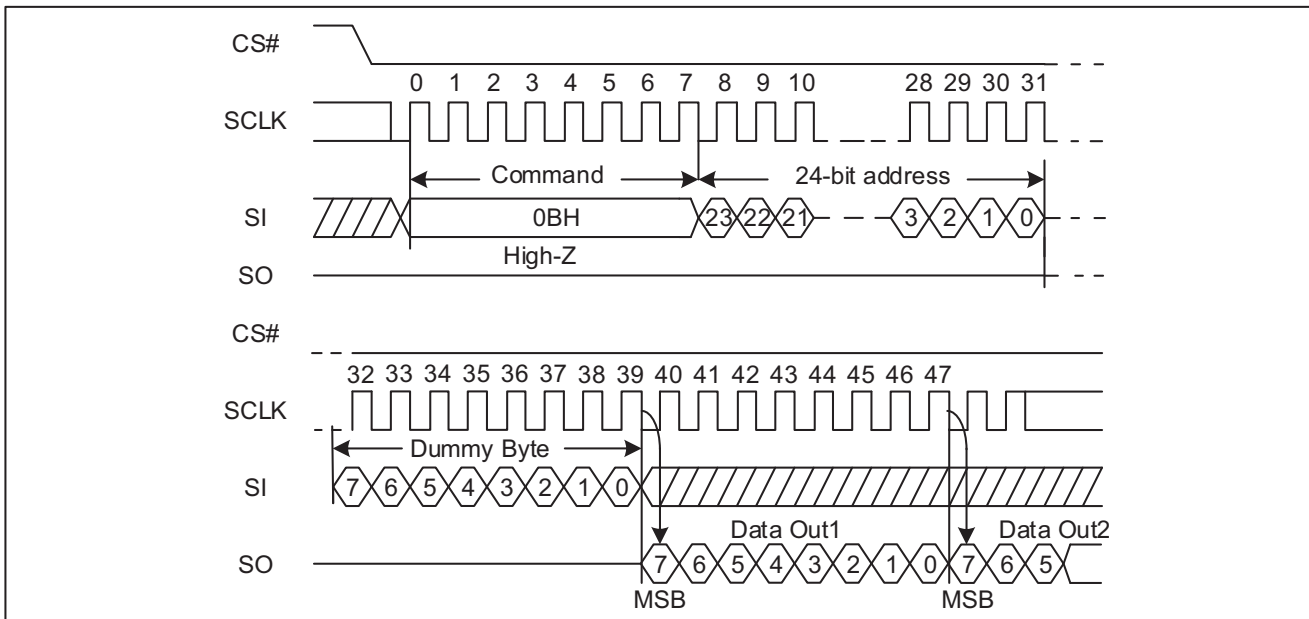 CS#
0 1 2 3 4 5 6 7 8 9 10 28 29 30 31
SCLK
Command 24-bit address
SI 0BH 23 22 21 3 2 1 0
High-Z
SO
CS#
32 33 34 35 36 37 38 39 40 41 42 43 44 45 46 47
SCLK
Dummy Byte
SI 7 6 5 4 3 2 1 0
Data Out1 Data Out2
SO 7 6 5 4 3 2 1 0 7 6 5
MSB MSB